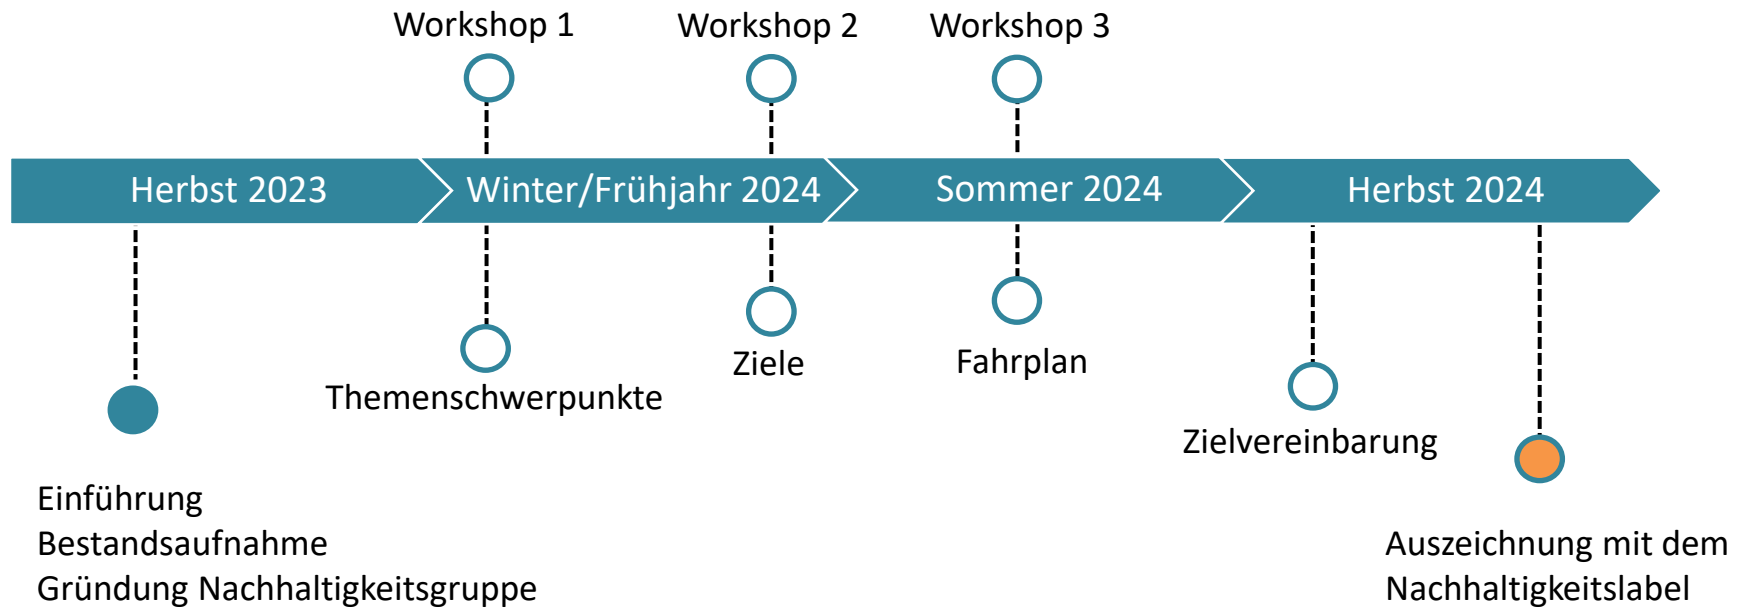 Workshop 1
Workshop 2
Workshop 3
Herbst 2023
Winter/Frühjahr 2024
Sommer 2024
Herbst 2024
Themenschwerpunkte
Ziele
Fahrplan
Zielvereinbarung
Einführung
Bestandsaufnahme
Gründung Nachhaltigkeitsgruppe
Auszeichnung mit dem
Nachhaltigkeitslabel